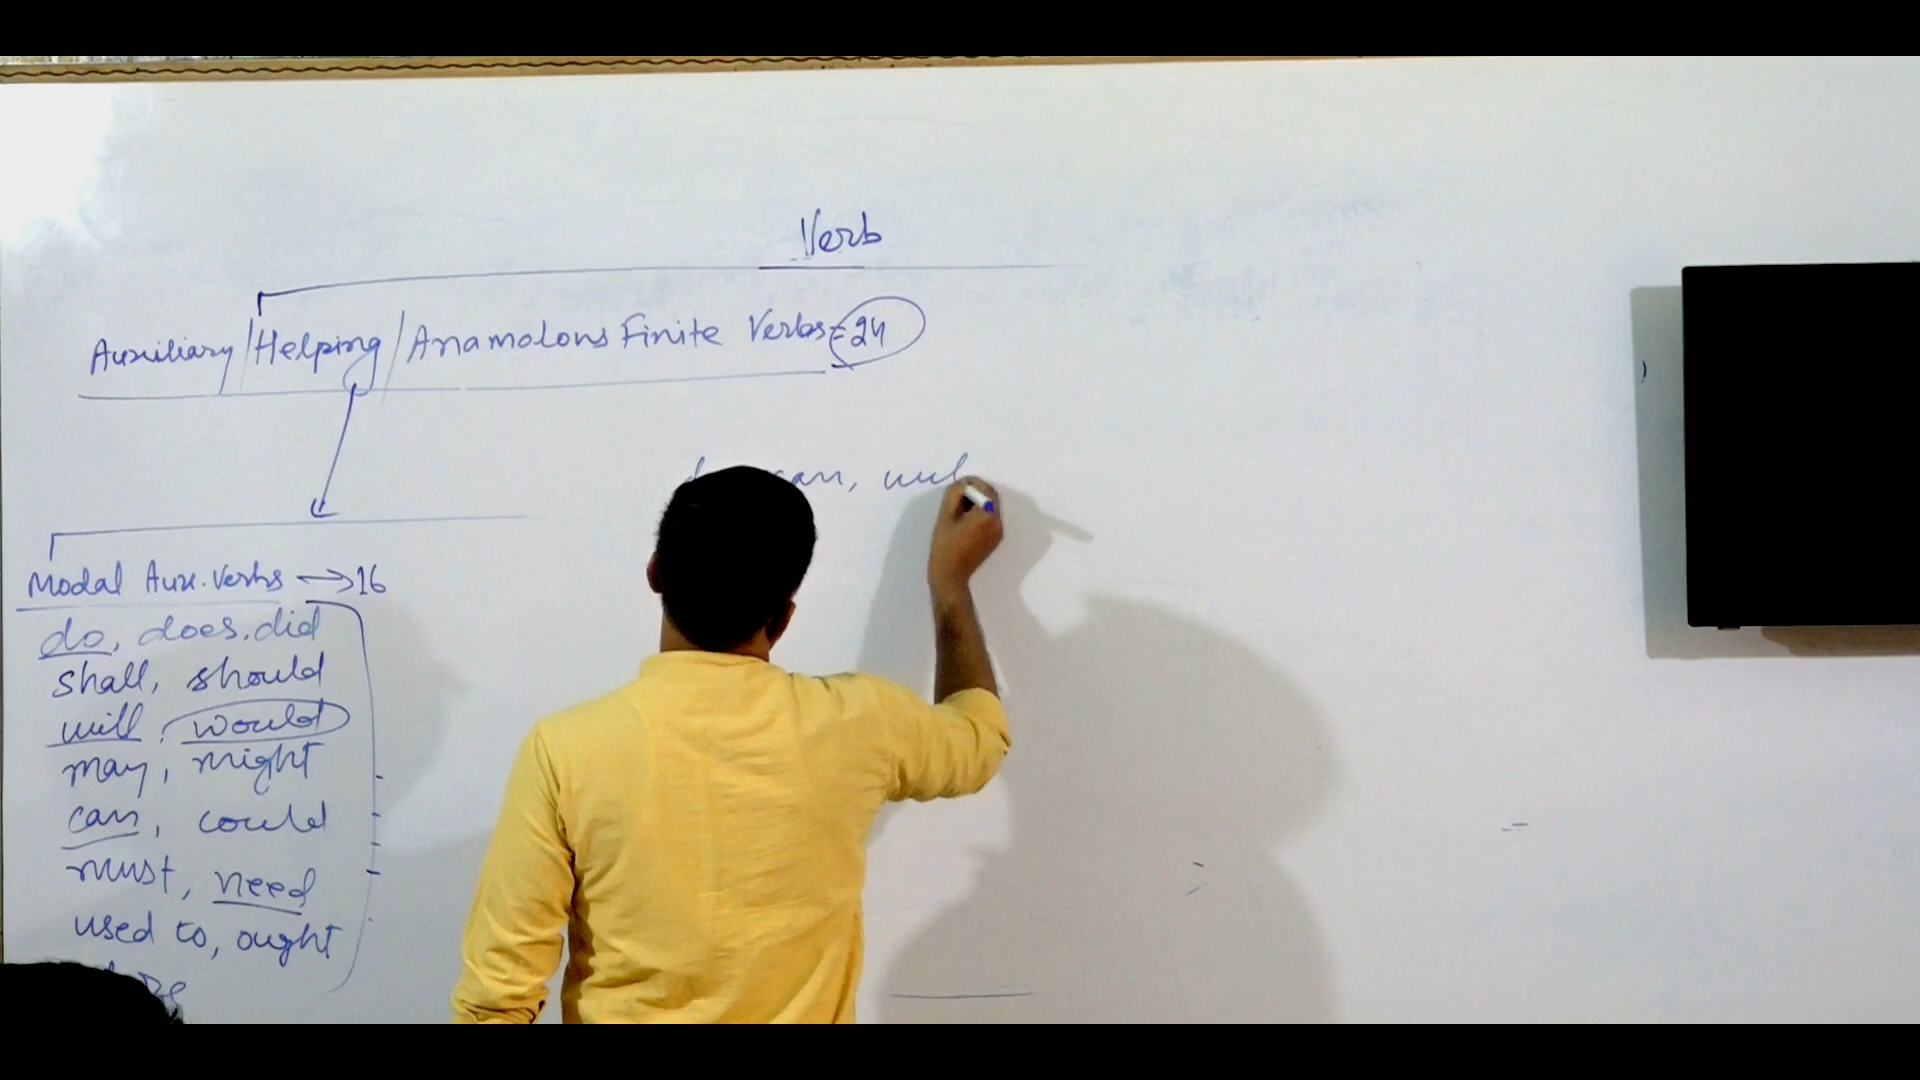 Verb
Auxiliary/Helping/Anamolous Finite Verbs=24
can, will
Modal Aux. Verbs → 16
do, does, did
shall, should
will, would
may, might
can, could
must, need
used to, ought